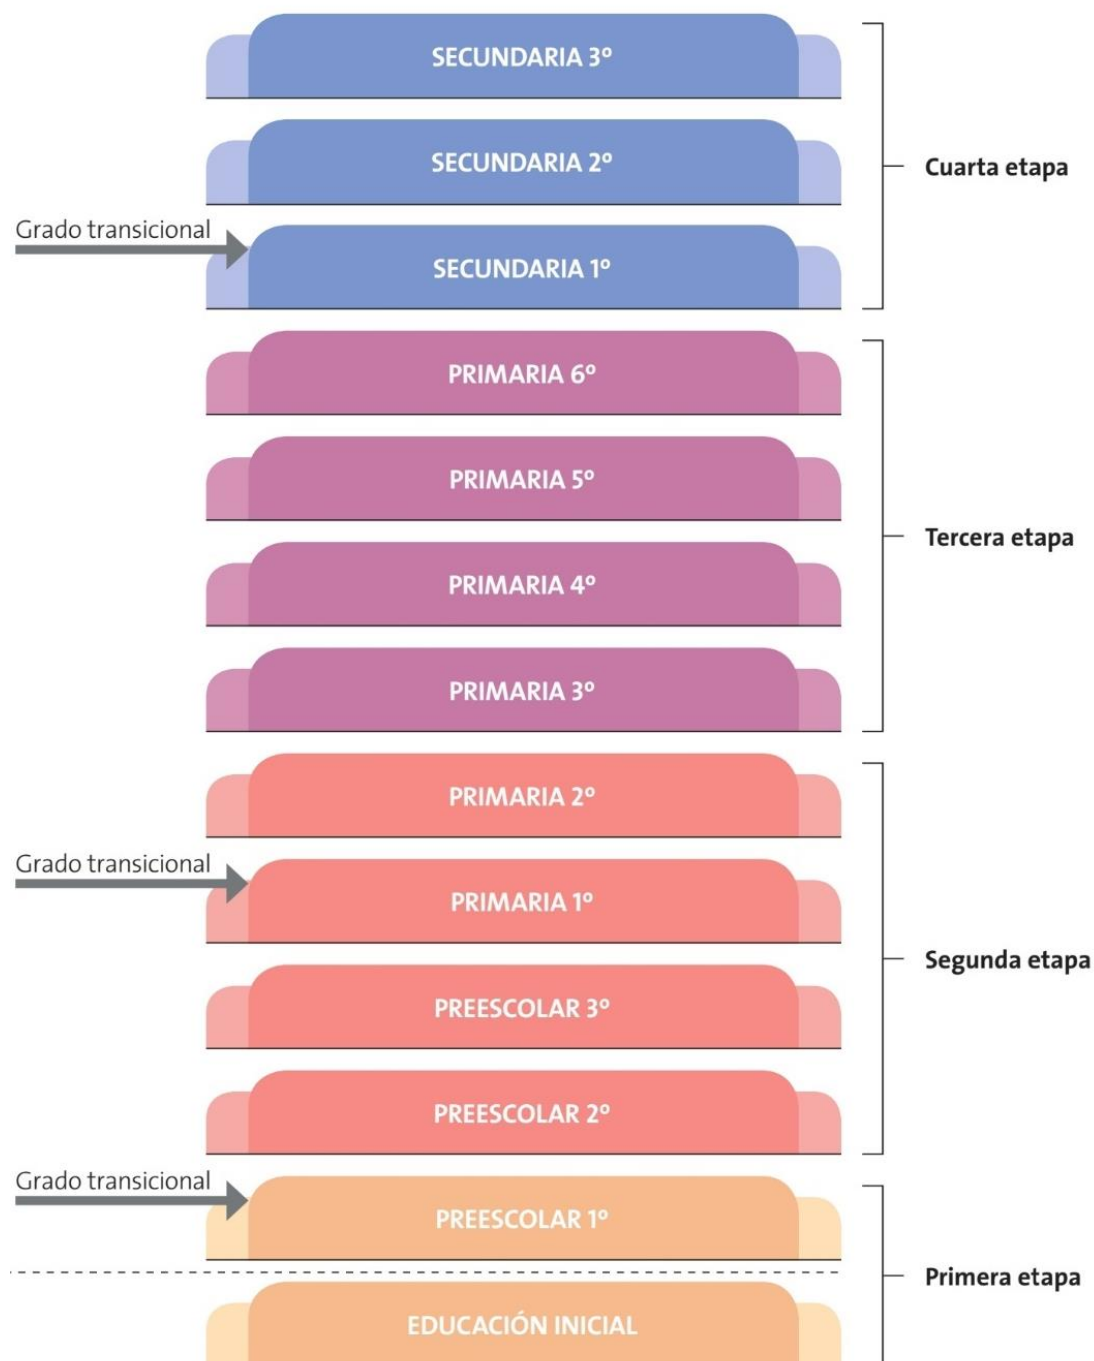 SECUNDARIA 3º
SECUNDARIA 2º
Cuarta etapa
Grado transicional
SECUNDARIA 1º
PRIMARIA 6º
PRIMARIA 5º
Tercera etapa
PRIMARIA 4º
PRIMARIA 3º
PRIMARIA 2º
Grado transicional
PRIMARIA 1º
Segunda etapa
PREESCOLAR 3º
PREESCOLAR 2º
Grado transicional
PREESCOLAR 1º
Primera etapa
EDUCACIÓN INICIAL